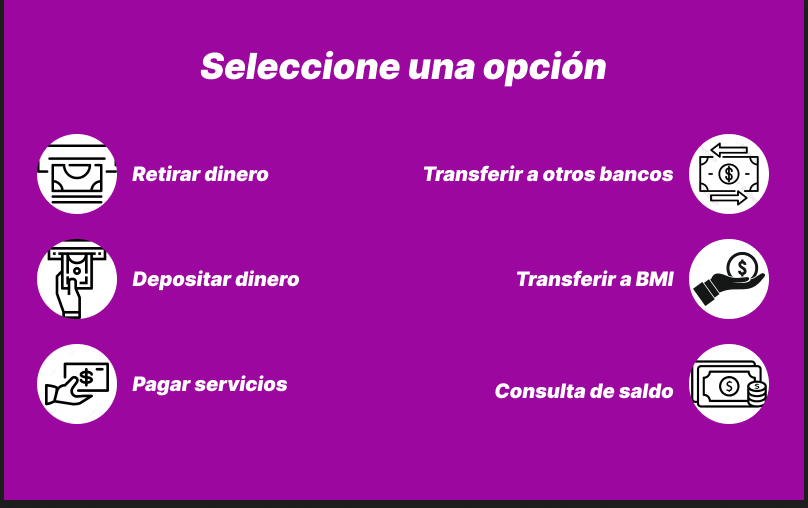 Seleccione una opción
Retirar dinero
Transferir a otros bancos
Depositar dinero
Transferir a BMI
Pagar servicios
Consulta de saldo